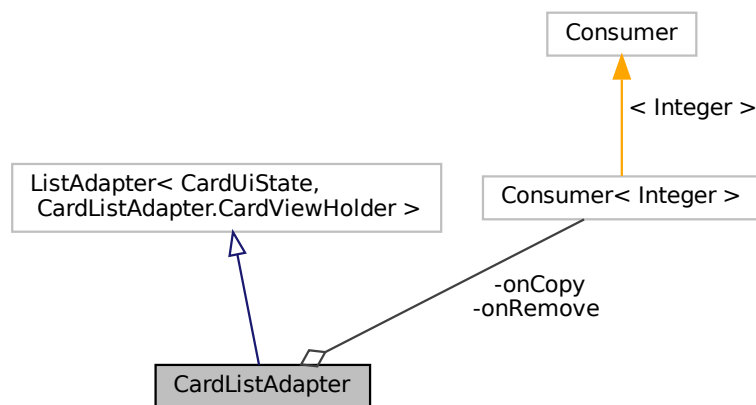 Consumer
< Integer >
ListAdapter< CardUiState,
CardListAdapter.CardViewHolder >
Consumer< Integer >
-onCopy
-onRemove
CardListAdapter